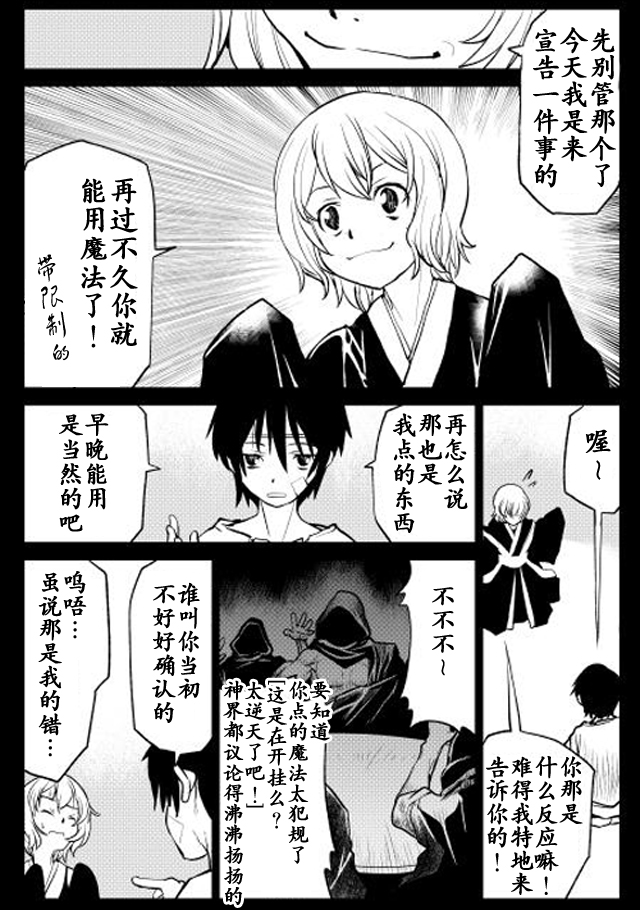 先别管那个了
今天我是来
宣告一件事的
再过不久你就
能用魔法了！
带限制的
喔～
你那是
什么反应嘛！
难得我特地来
告诉你的！
再怎么说
那也是
我点的东西
早晚能用
是当然的吧
不不不～
要知道
你点的魔法太犯规了
[这是在开挂么？
太逆天了吧！]
神界都议论得沸沸扬扬的
谁叫你当初
不好好确认的
呜唔…
虽说那是我的错…